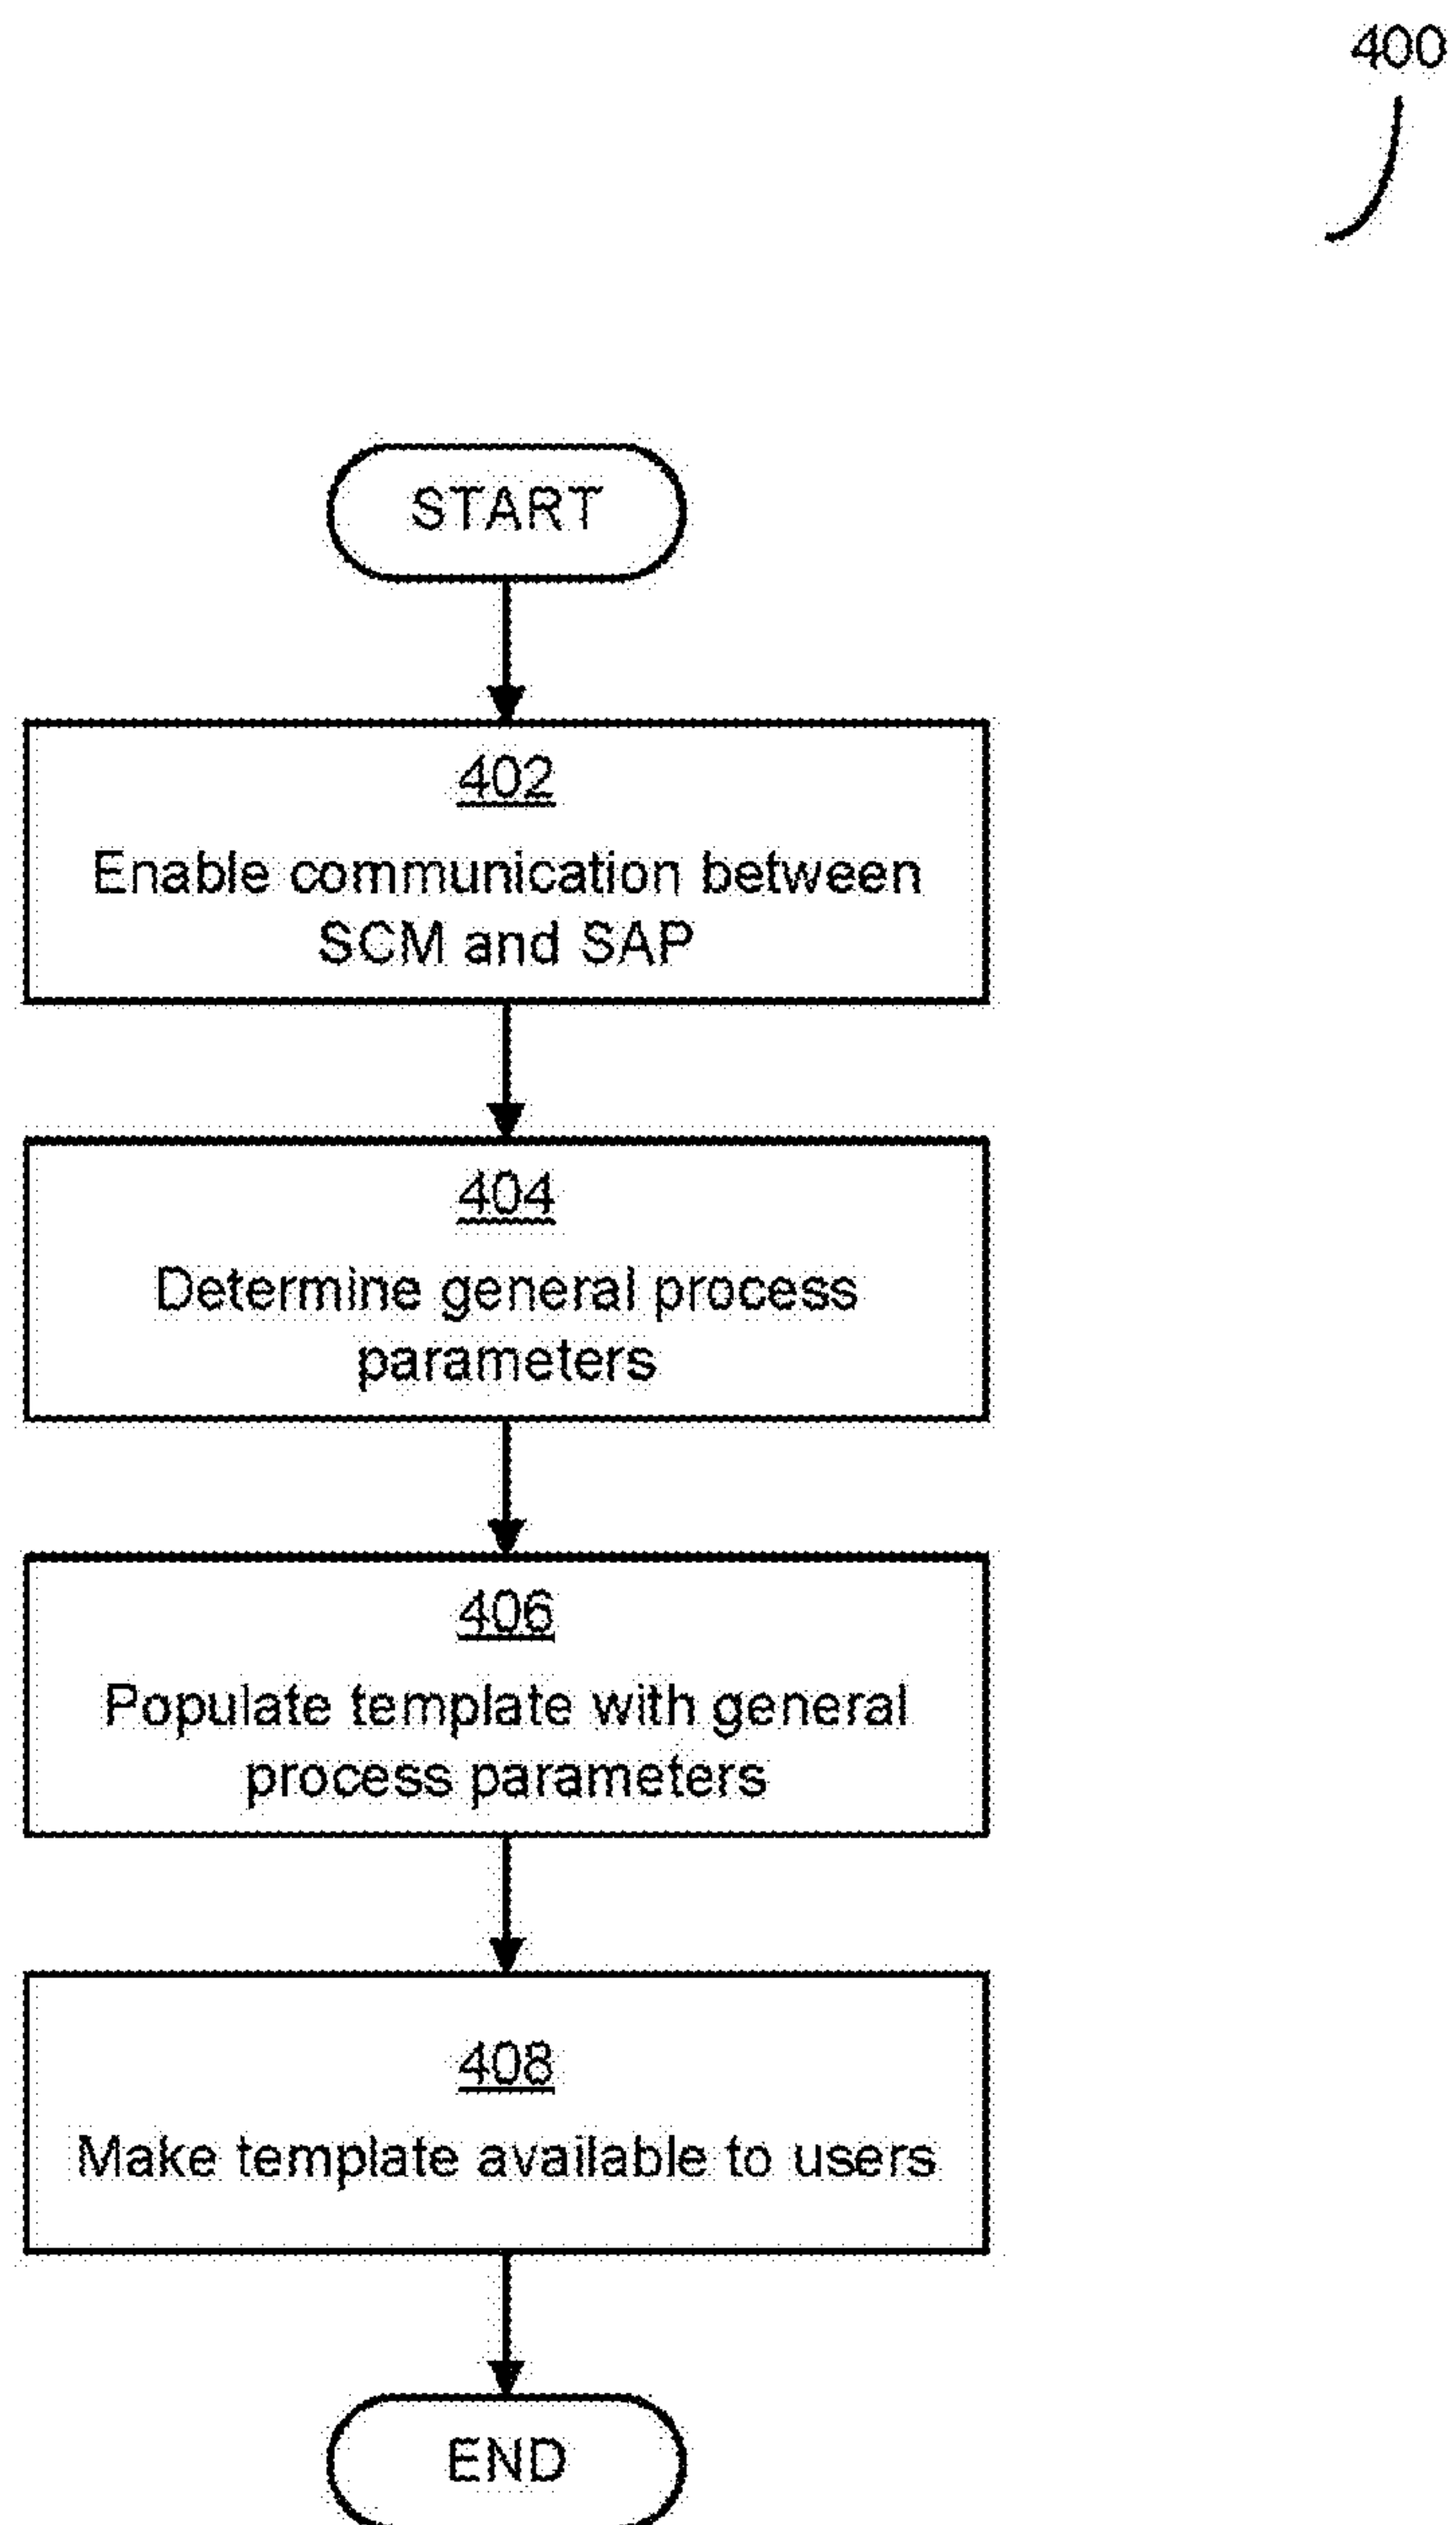 400
START
402
Enable communication between
SCM and SAP
404
Determine general process
parameters
406
Populate template with general
process parameters
408
Make template available to users
END